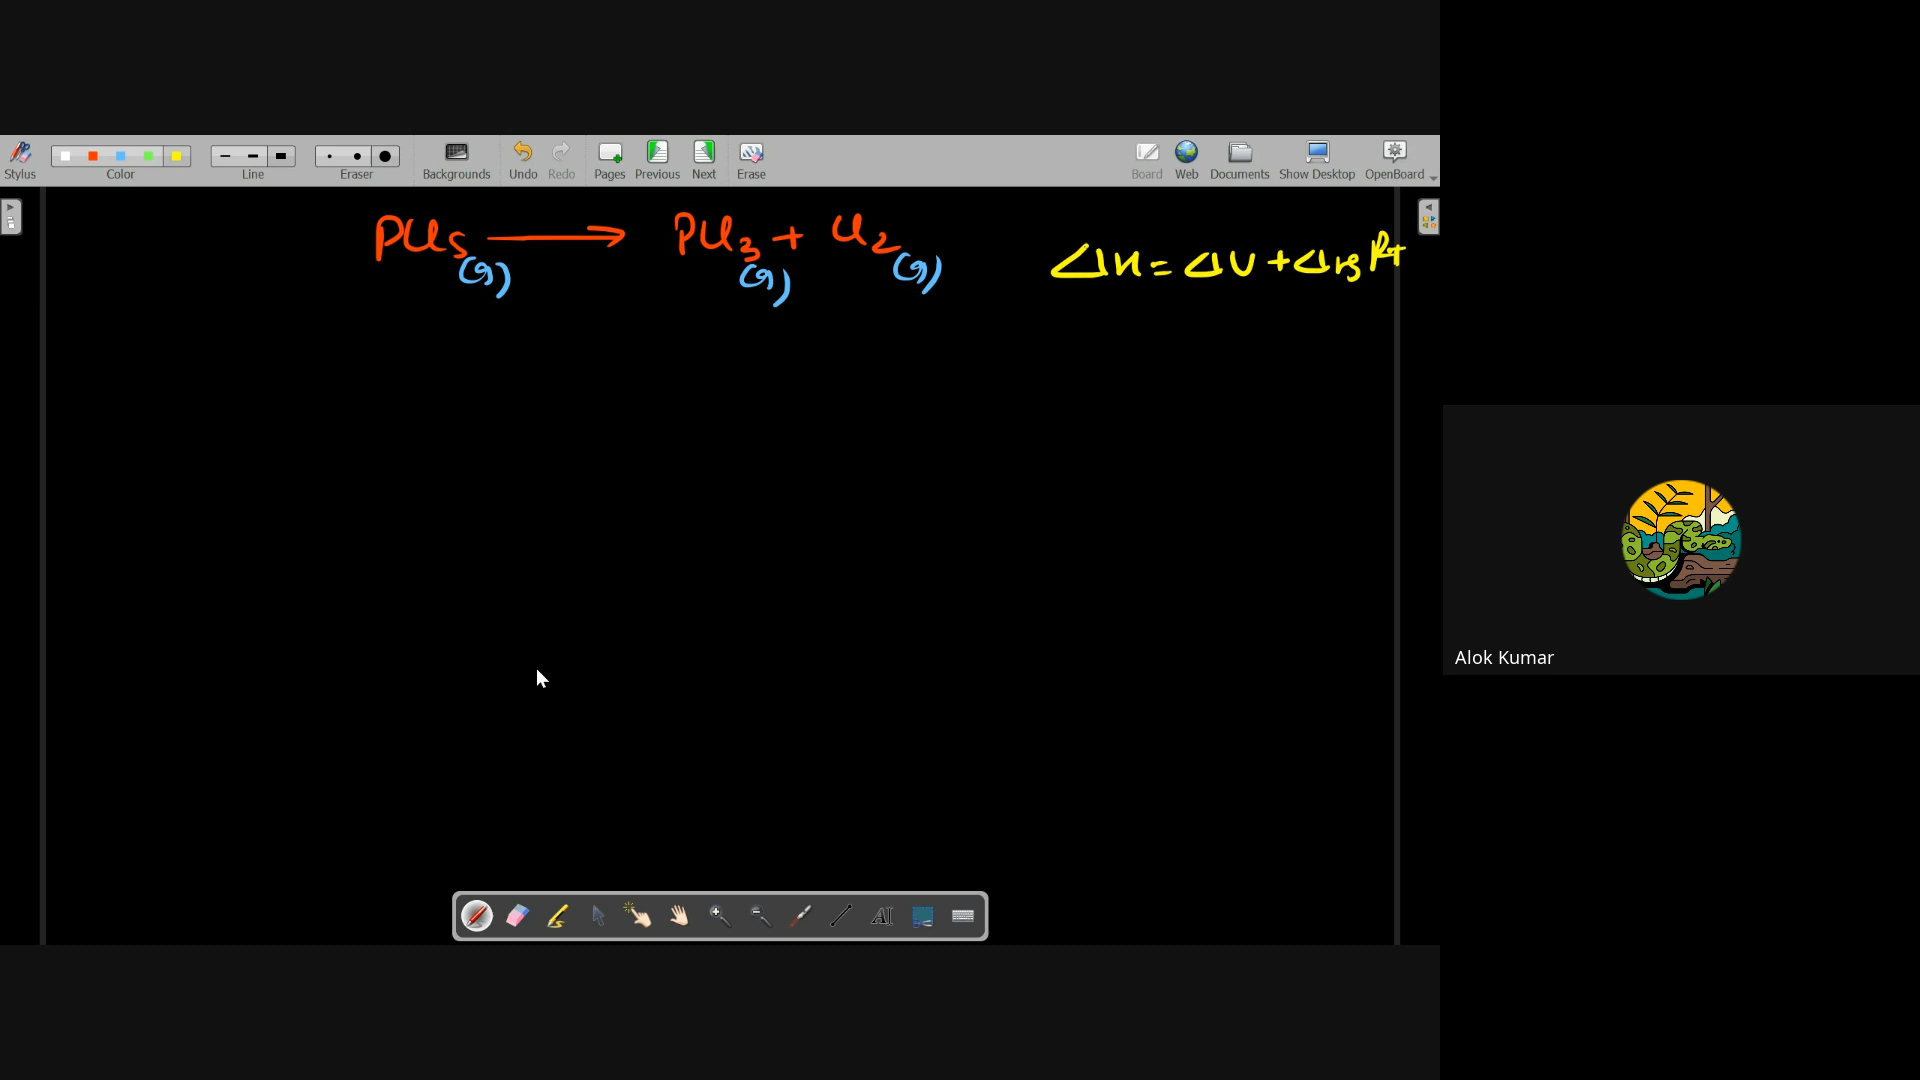 Stylus Color Line Eraser Backgrounds Undo Redo Pages Previous Next Erase Board Web Documents Show Desktop OpenBoard
PCl5(g) ⟶ PCl3(g) + Cl2(g)
ΔH = ΔU + Δng RT
Alok Kumar